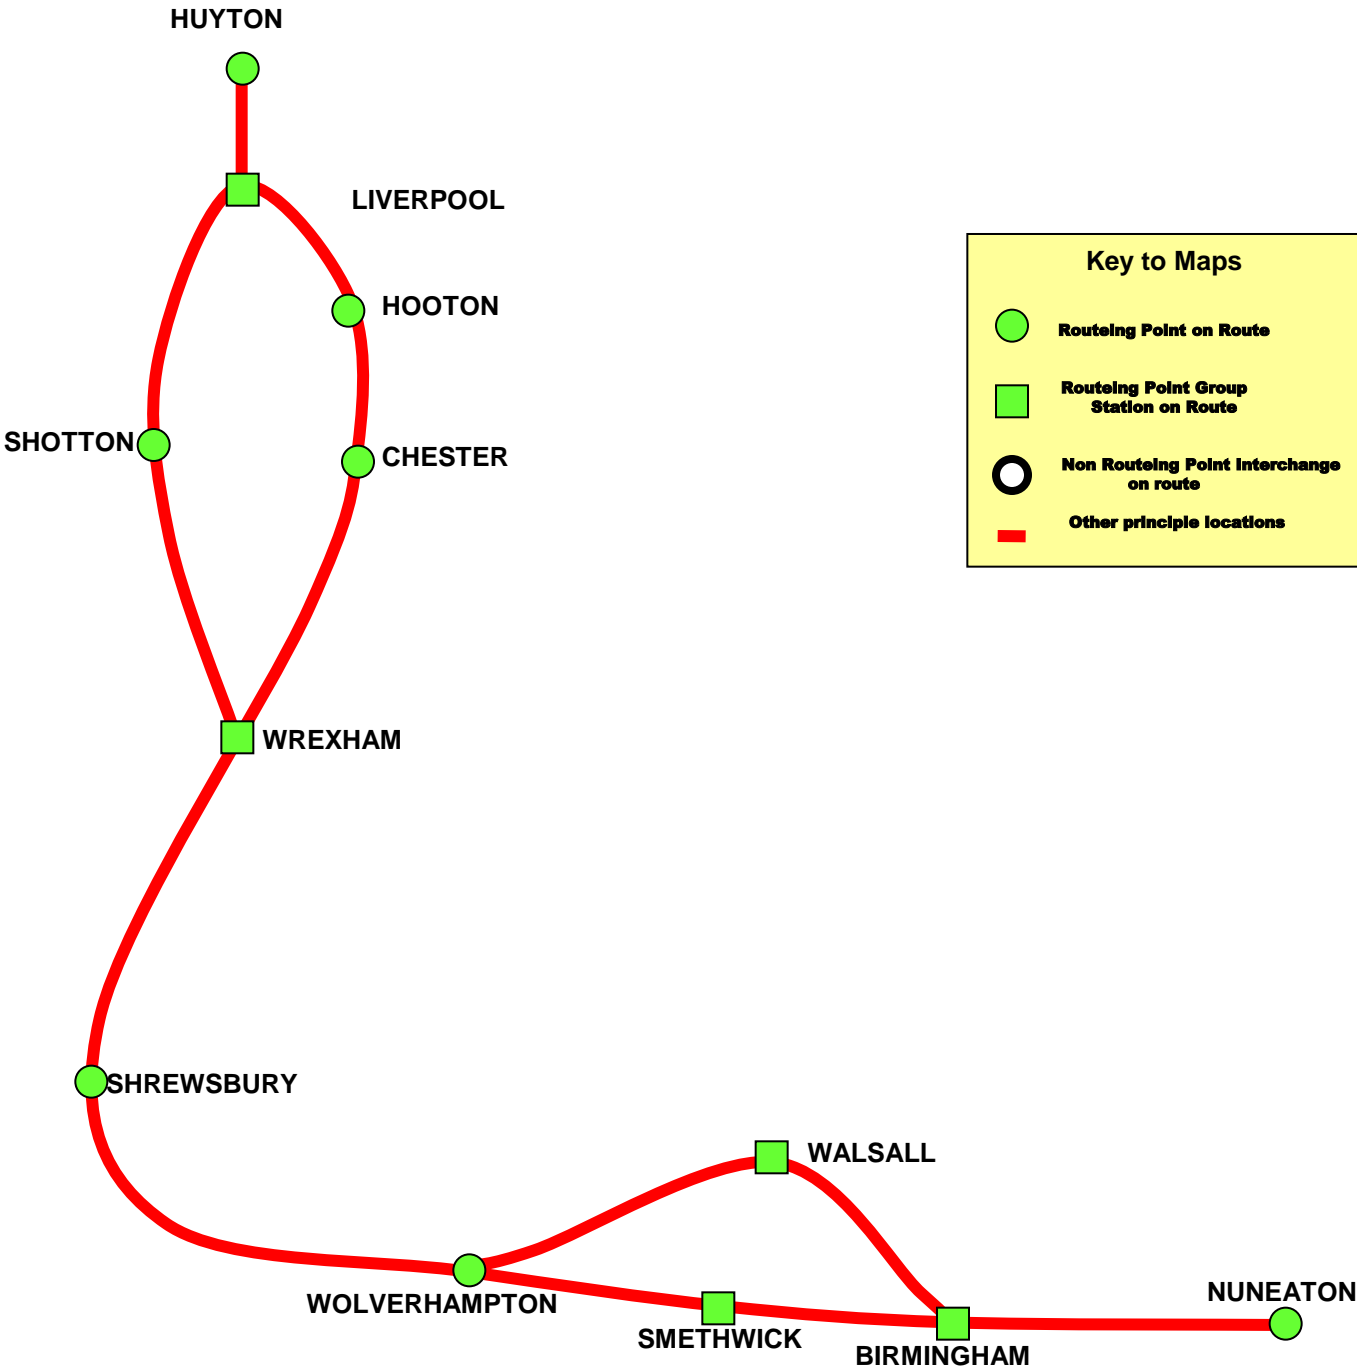 HUYTON
LIVERPOOL
Key to Maps
HOOTON
Routeing Point on Route
Routeing Point Group
Station on Route
SHOTTON
CHESTER
Non Routeing Point Interchange
on route
Other principle locations
WREXHAM
SHREWSBURY
WALSALL
NUNEATON
WOLVERHAMPTON
SMETHWICK
BIRMINGHAM